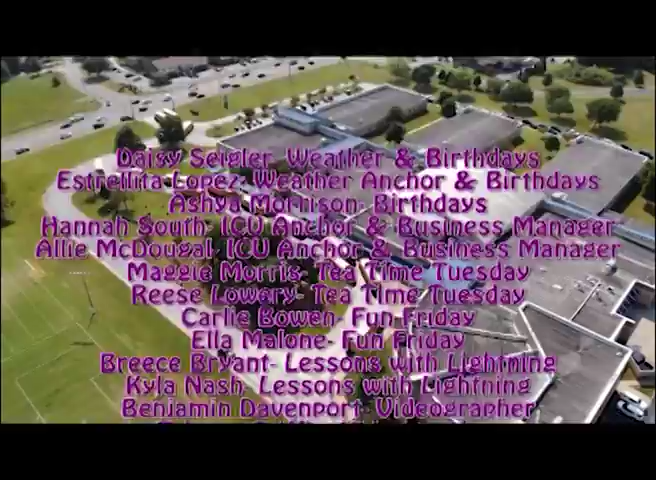 Daisy Seigler- Weather & Birthdays
Estrellita Lopez- Weather Anchor & Birthdays
Ashya Morrison- Birthdays
Hannah South- ICU Anchor & Business Manager
Allie McDougal- ICU Anchor & Business Manager
Maggie Morris- Tea Time Tuesday
Reese Lowery- Tea Time Tuesday
Carlie Bowen- Fun Friday
Ella Malone- Fun Friday
Breece Bryant- Lessons with Lightning
Kyla Nash- Lessons with Lightning
Benjamin Davenport- Videographer